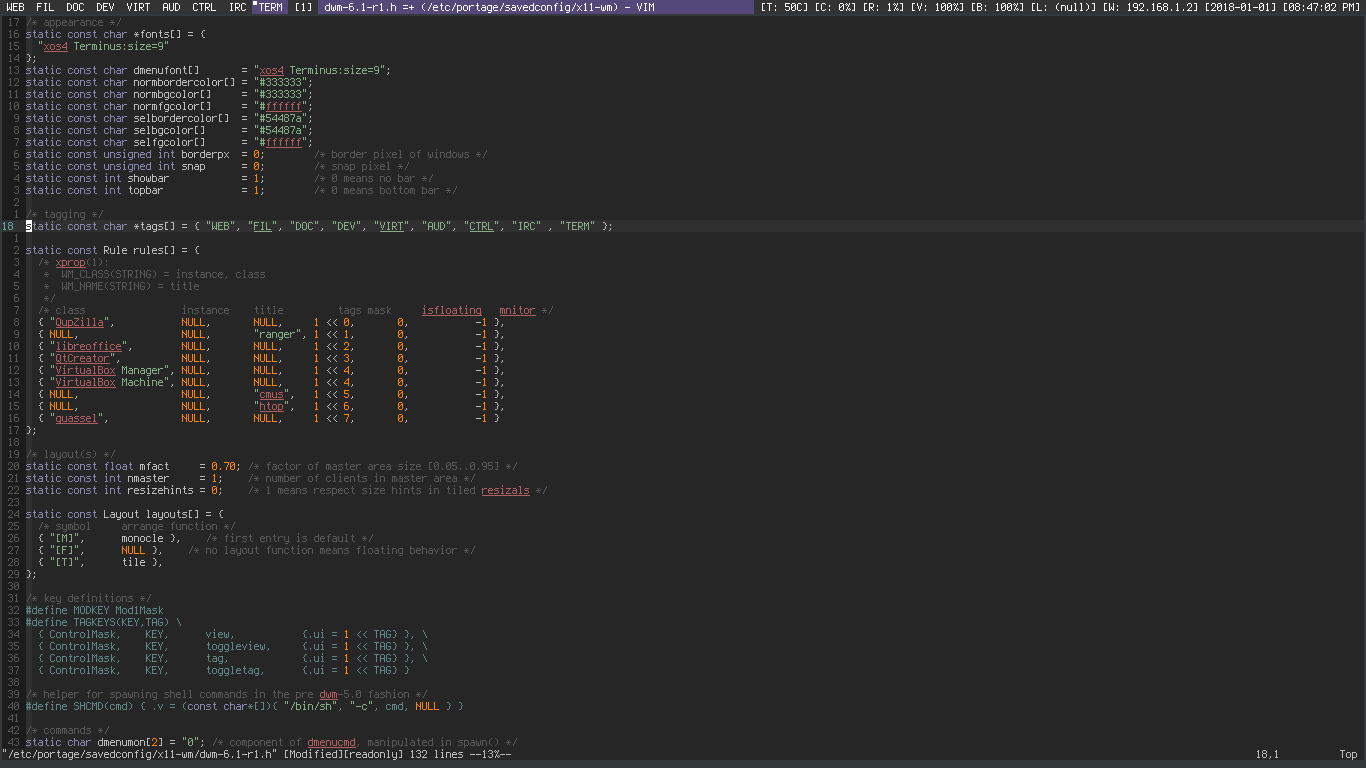 WEB FIL DOC DEV VIRT AUD CTRL IRC TERM [1] dwm-6.1-r1.h =+ (/etc/portage/savedconfig/x11-wm) - VIM [T: 50C] [C: 0%] [R: 1%] [V: 100%] [B: 100%] [L: (null)] [W: 192.168.1.2] [2018-01-01] [08:47:02 PM]
17 /* appearance */
16 static const char *fonts[] = {
15   "xos4 Terminus:size=9"
14 };
13 static const char dmenufont[]       = "xos4 Terminus:size=9";
12 static const char normbordercolor[] = "#333333";
11 static const char normbgcolor[]     = "#333333";
10 static const char normfgcolor[]     = "#ffffff";
9 static const char selbordercolor[]  = "#54487a";
8 static const char selbgcolor[]      = "#54487a";
7 static const char selfgcolor[]      = "#ffffff";
6 static const unsigned int borderpx  = 0;        /* border pixel of windows */
5 static const unsigned int snap      = 0;        /* snap pixel */
4 static const int showbar            = 1;        /* 0 means no bar */
3 static const int topbar             = 1;        /* 0 means bottom bar */
2
1 /* tagging */
18 static const char *tags[] = { "WEB", "FIL", "DOC", "DEV", "VIRT", "AUD", "CTRL", "IRC" , "TERM" };
1
2 static const Rule rules[] = {
3   /* xprop(1):
4   *  WM_CLASS(STRING) = instance, class
5   *  WM_NAME(STRING) = title
6   */
7   /* class                instance    title         tags mask     isfloating   mnitor */
8   { "QupZilla",           NULL,       NULL,     1 << 0,       0,           -1 },
9   { NULL,                 NULL,       "ranger", 1 << 1,       0,           -1 },
10   { "libreoffice",        NULL,       NULL,     1 << 2,       0,           -1 },
11   { "QtCreator",          NULL,       NULL,     1 << 3,       0,           -1 },
12   { "VirtualBox Manager", NULL,       NULL,     1 << 4,       0,           -1 },
13   { "VirtualBox Machine", NULL,       NULL,     1 << 4,       0,           -1 },
14   { NULL,                 NULL,       "cmus",   1 << 5,       0,           -1 },
15   { NULL,                 NULL,       "htop",   1 << 6,       0,           -1 },
16   { "quassel",            NULL,       NULL,     1 << 7,       0,           -1 }
17 };
18
19 /* layout(s) */
20 static const float mfact     = 0.70; /* factor of master area size [0.05..0.95] */
21 static const int nmaster     = 1;    /* number of clients in master area */
22 static const int resizehints = 0;    /* 1 means respect size hints in tiled resizals */
23
24 static const Layout layouts[] = {
25   /* symbol     arrange function */
26   { "[M]",      monocle },    /* first entry is default */
27   { "[F]",      NULL },    /* no layout function means floating behavior */
28   { "[T]",      tile },
29 };
30
31 /* key definitions */
32 #define MODKEY Mod1Mask
33 #define TAGKEYS(KEY,TAG) \
34   { ControlMask,    KEY,      view,           {.ui = 1 << TAG} }, \
35   { ControlMask,    KEY,      toggleview,     {.ui = 1 << TAG} }, \
36   { ControlMask,    KEY,      tag,            {.ui = 1 << TAG} }, \
37   { ControlMask,    KEY,      toggletag,      {.ui = 1 << TAG} }
38
39 /* helper for spawning shell commands in the pre dwm-5.0 fashion */
40 #define SHCMD(cmd) { .v = (const char*[]){ "/bin/sh", "-c", cmd, NULL } }
41
42 /* commands */
43 static char dmenumon[2] = "0"; /* component of dmenucmd, manipulated in spawn() */
"/etc/portage/savedconfig/x11-wm/dwm-6.1-r1.h" [Modified][readonly] 132 lines --13%-- 18,1 Top